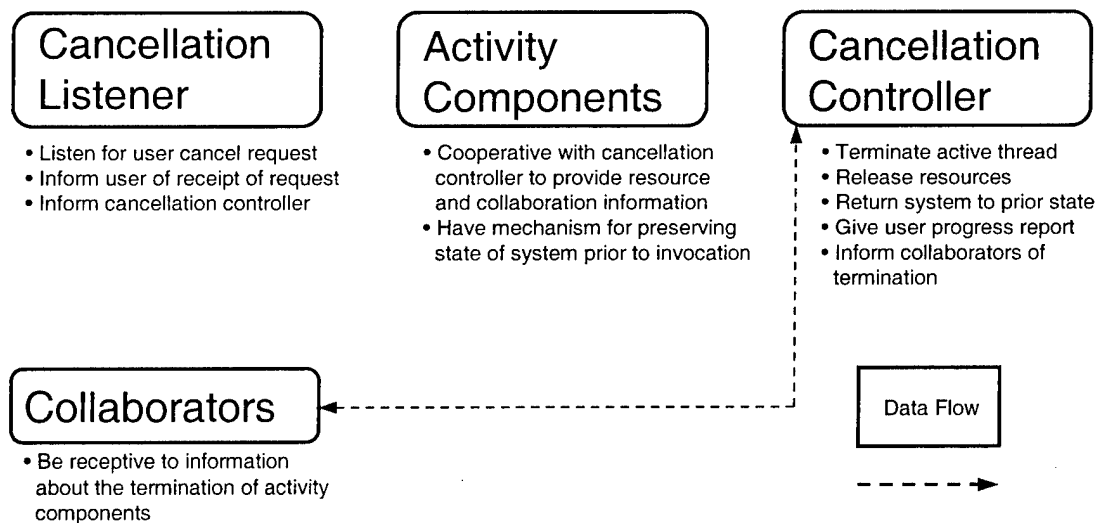 Cancellation
Listener
• Listen for user cancel request
• Inform user of receipt of request
• Inform cancellation controller
Activity
Components
• Cooperative with cancellation
controller to provide resource
and collaboration information
• Have mechanism for preserving
state of system prior to invocation
Cancellation
Controller
• Terminate active thread
• Release resources
• Return system to prior state
• Give user progress report
• Inform collaborators of
termination
Collaborators
• Be receptive to information
about the termination of activity
components
Data Flow